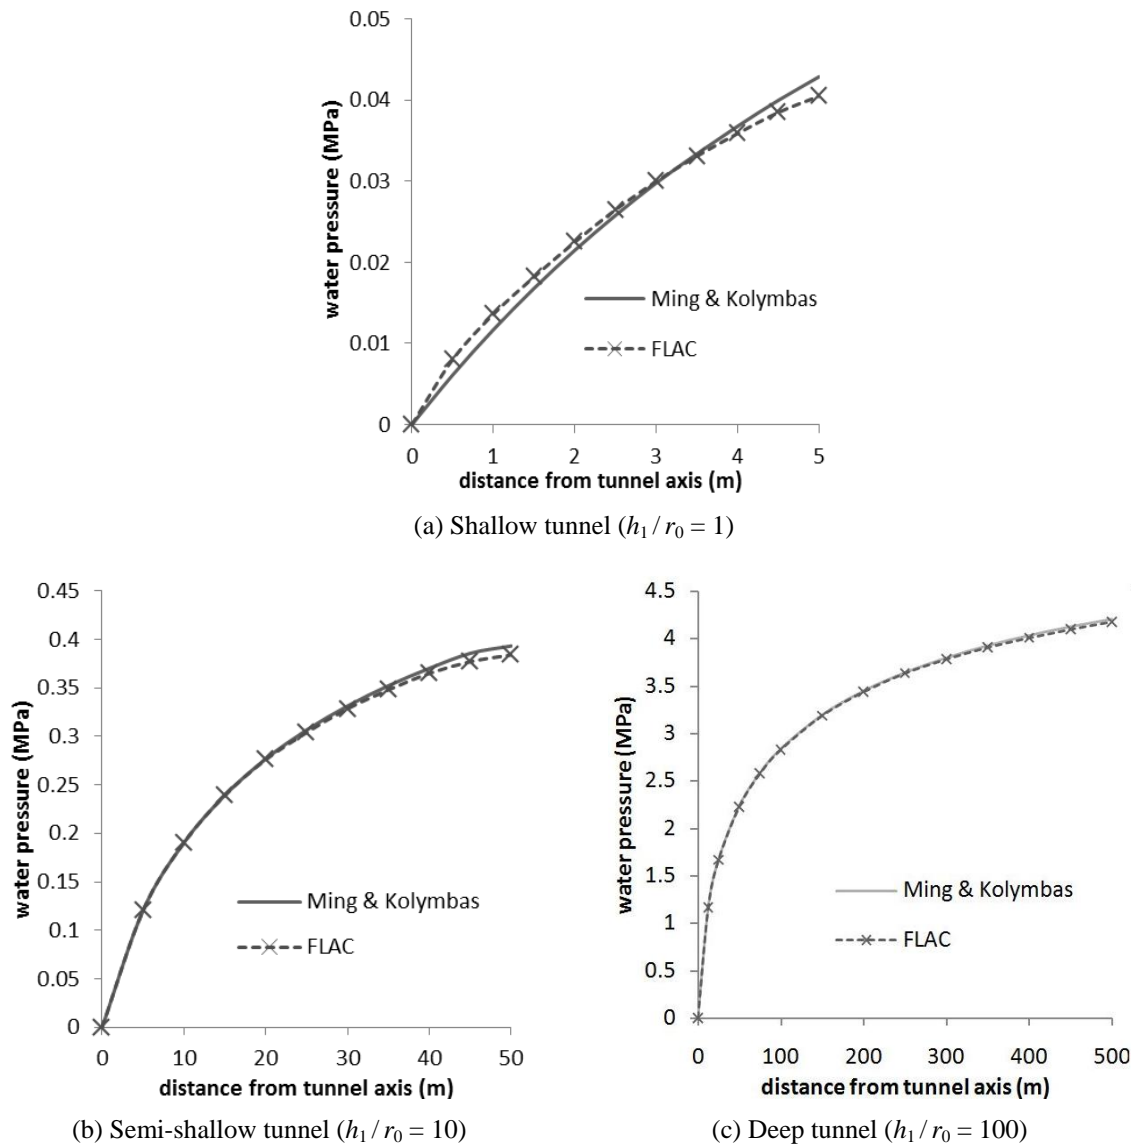 0.05
0.04
0.03
0.02
0.01
0
water pressure (MPa)
Ming & Kolymbas
FLAC
0 1 2 3 4 5
distance from tunnel axis (m)
(a) Shallow tunnel (h₁ / r₀ = 1)
0.45
0.4
0.35
0.3
0.25
0.2
0.15
0.1
0.05
0
water pressure (MPa)
Ming & Kolymbas
FLAC
0 10 20 30 40 50
distance from tunnel axis (m)
(b) Semi-shallow tunnel (h₁ / r₀ = 10)
4.5
4
3.5
3
2.5
2
1.5
1
0.5
0
water pressure (MPa)
Ming & Kolymbas
FLAC
0 100 200 300 400 500
distance from tunnel axis (m)
(c) Deep tunnel (h₁ / r₀ = 100)